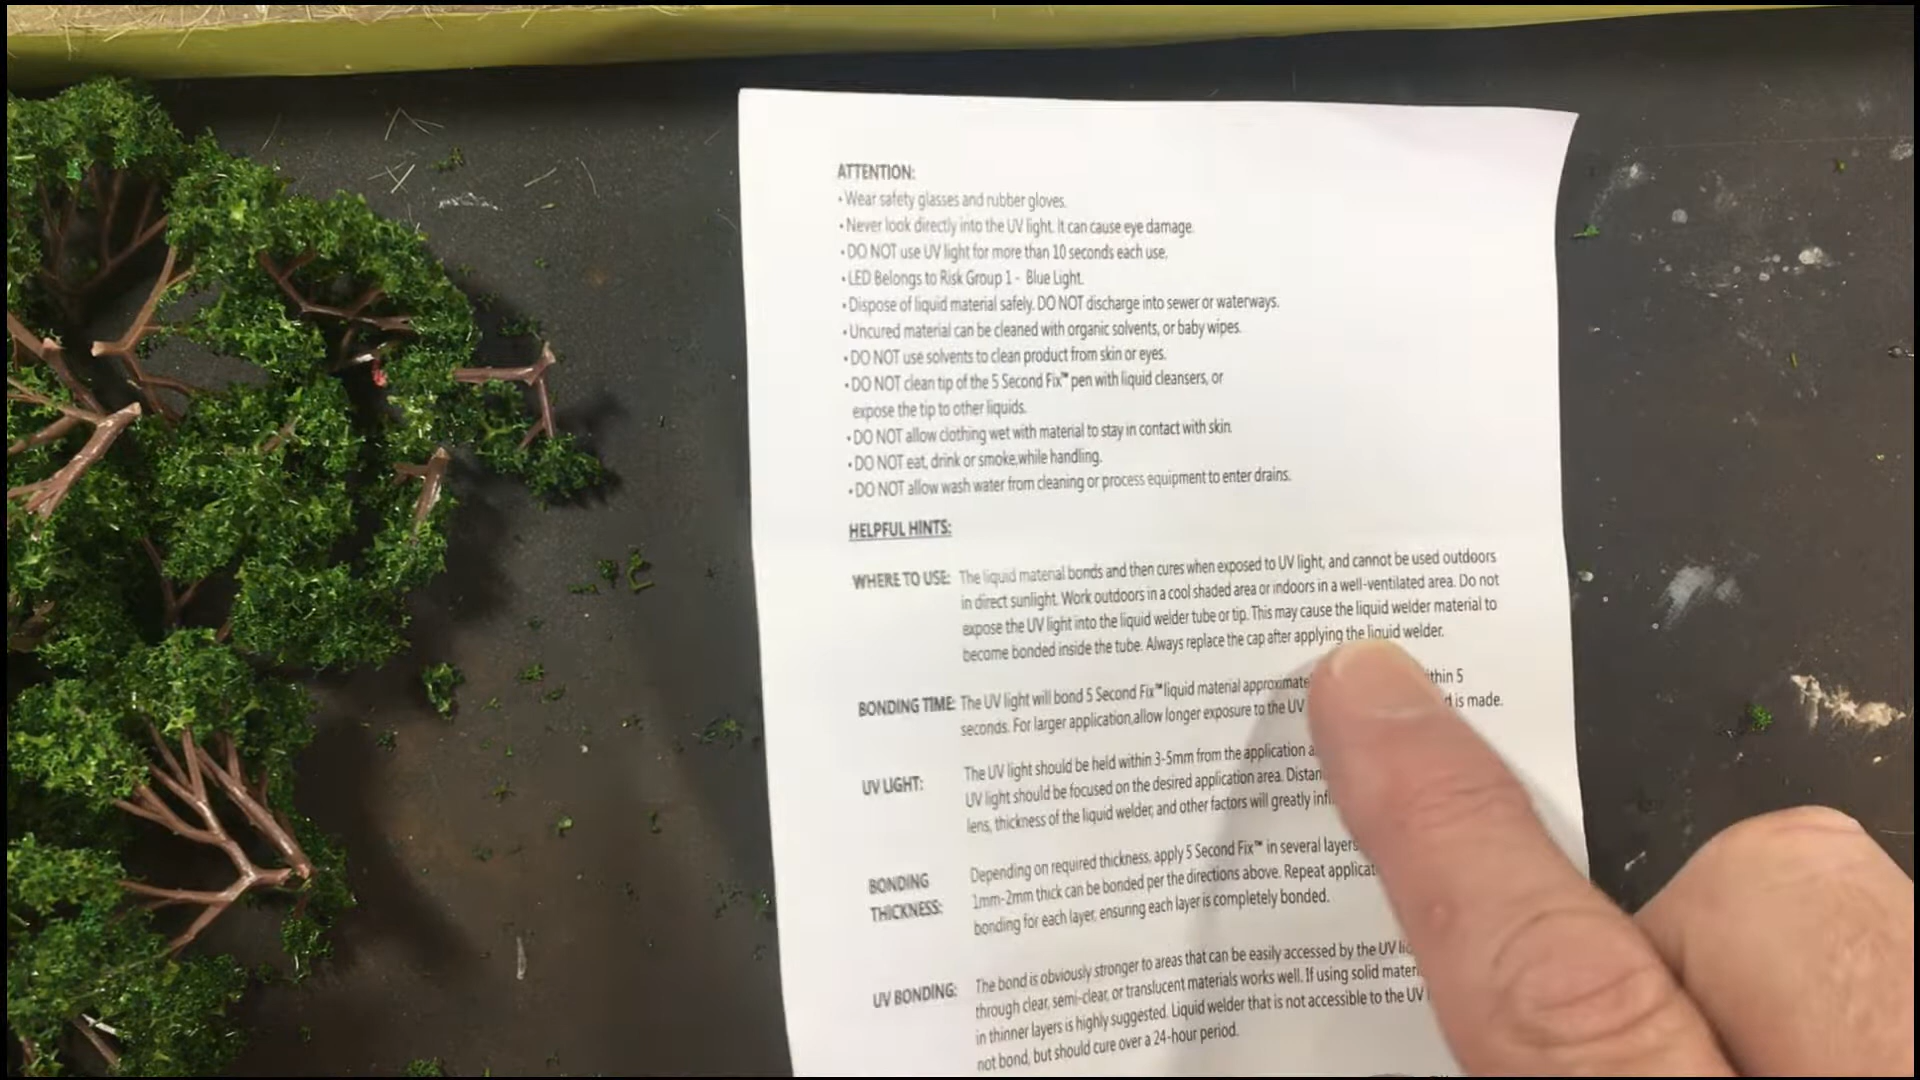 ATTENTION:
• Wear safety glasses and rubber gloves.
• Never look directly into the UV light. It can cause eye damage.
• DO NOT use UV light for more than 10 seconds each use.
• LED Belongs to Risk Group 1 - Blue Light.
• Dispose of liquid material safely. DO NOT discharge into sewer or waterways.
• Uncured material can be cleaned with organic solvents, or baby wipes.
• DO NOT use solvents to clean product from skin or eyes.
• DO NOT clean tip of the 5 Second Fix™ pen with liquid cleansers, or
expose the tip to other liquids.
• DO NOT allow clothing wet with material to stay in contact with skin.
• DO NOT eat, drink or smoke,while handling.
• DO NOT allow wash water from cleaning or process equipment to enter drains.
HELPFUL HINTS:
WHERE TO USE: The liquid material bonds and then cures when exposed to UV light, and cannot be used outdoors
in direct sunlight. Work outdoors in a cool shaded area or indoors in a well-ventilated area. Do not
expose the UV light into the liquid welder tube or tip. This may cause the liquid welder material to
become bonded inside the tube. Always replace the cap after applying the liquid welder.
BONDING TIME: The UV light will bond 5 Second Fix™ liquid material 5
seconds. For larger application,allow longer exposure to the UV is made.
UV LIGHT: The UV light should be held within 3-5mm from the application
UV light should be focused on the desired application area.
lens, thickness of the liquid welder, and other factors will greatly
BONDING THICKNESS: Depending on required thickness, apply 5 Second Fix™ in several layers
1mm-2mm thick can be bonded per the directions above. Repeat
bonding for each layer, ensuring each layer is completely bonded.
UV BONDING: The bond is obviously stronger to areas that can be easily accessed by the UV
through clear, semi-clear, or translucent materials works well. If using solid
in thinner layers is highly suggested. Liquid welder that is not accessible to the UV
not bond, but should cure over a 24-hour period.